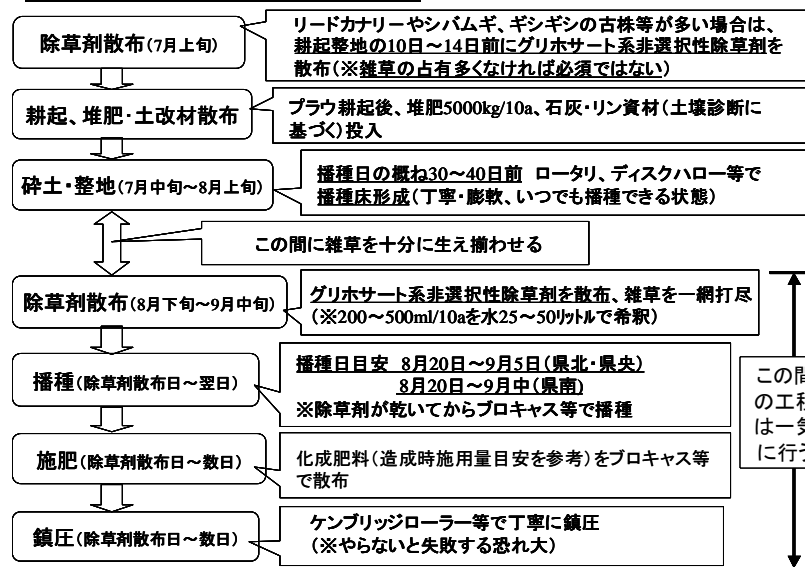 除草剤散布(7月上旬)
リードカナリーやシバムギ、ギシギシの古株等が多い場合は、
耕起整地の10日~14日前にグリホサート系非選択性除草剤を
散布(※雑草の占有多くなければ必須ではない)
耕起、堆肥・土改材散布
プラウ耕起後、堆肥5000kg/10a、石灰・リン資材(土壌診断に
基づく)投入
砕土・整地(7月中旬~8月上旬)
播種日の概ね30~40日前 ロータリ、ディスクハロー等で
播種床形成(丁寧・膨軟、いつでも播種できる状態)
この間に雑草を十分に生え揃わせる
除草剤散布(8月下旬~9月中旬)
グリホサート系非選択性除草剤を散布、雑草を一網打尽
(※200~500ml/10aを水25~50リットルで希釈)
播種(除草剤散布日~翌日)
播種日目安 8月20日~9月5日(県北・県央)
8月20日~9月中(県南)
※除草剤が乾いてからブロキャス等で播種
この間
の工程
は一気
に行う
施肥(除草剤散布日~数日)
化成肥料(造成時施用量目安を参考)をブロキャス等
で散布
鎮圧(除草剤散布日~数日)
ケンブリッジローラー等で丁寧に鎮圧
(※やらないと失敗する恐れ大)